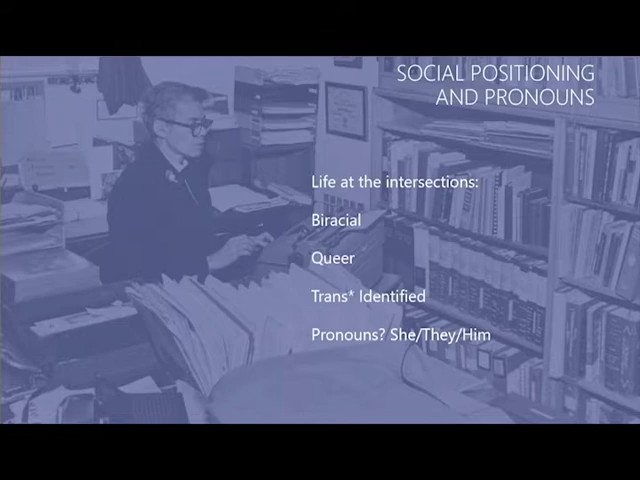 SOCIAL POSITIONING
AND PRONOUNS
Life at the intersections:
Biracial
Queer
Trans* Identified
Pronouns? She/They/Him